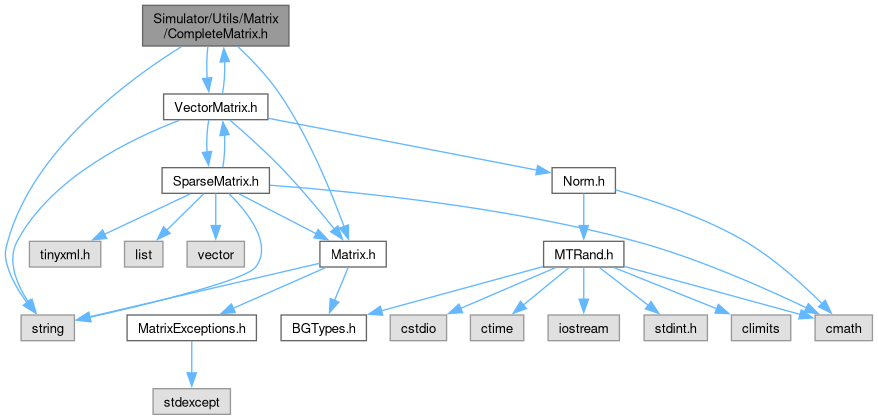 Simulator/Utils/Matrix
/CompleteMatrix.h
VectorMatrix.h
SparseMatrix.h
Norm.h
tinyxml.h
list
vector
Matrix.h
MTRand.h
string
MatrixExceptions.h
BGTypes.h
cstdio
ctime
iostream
stdint.h
climits
cmath
stdexcept